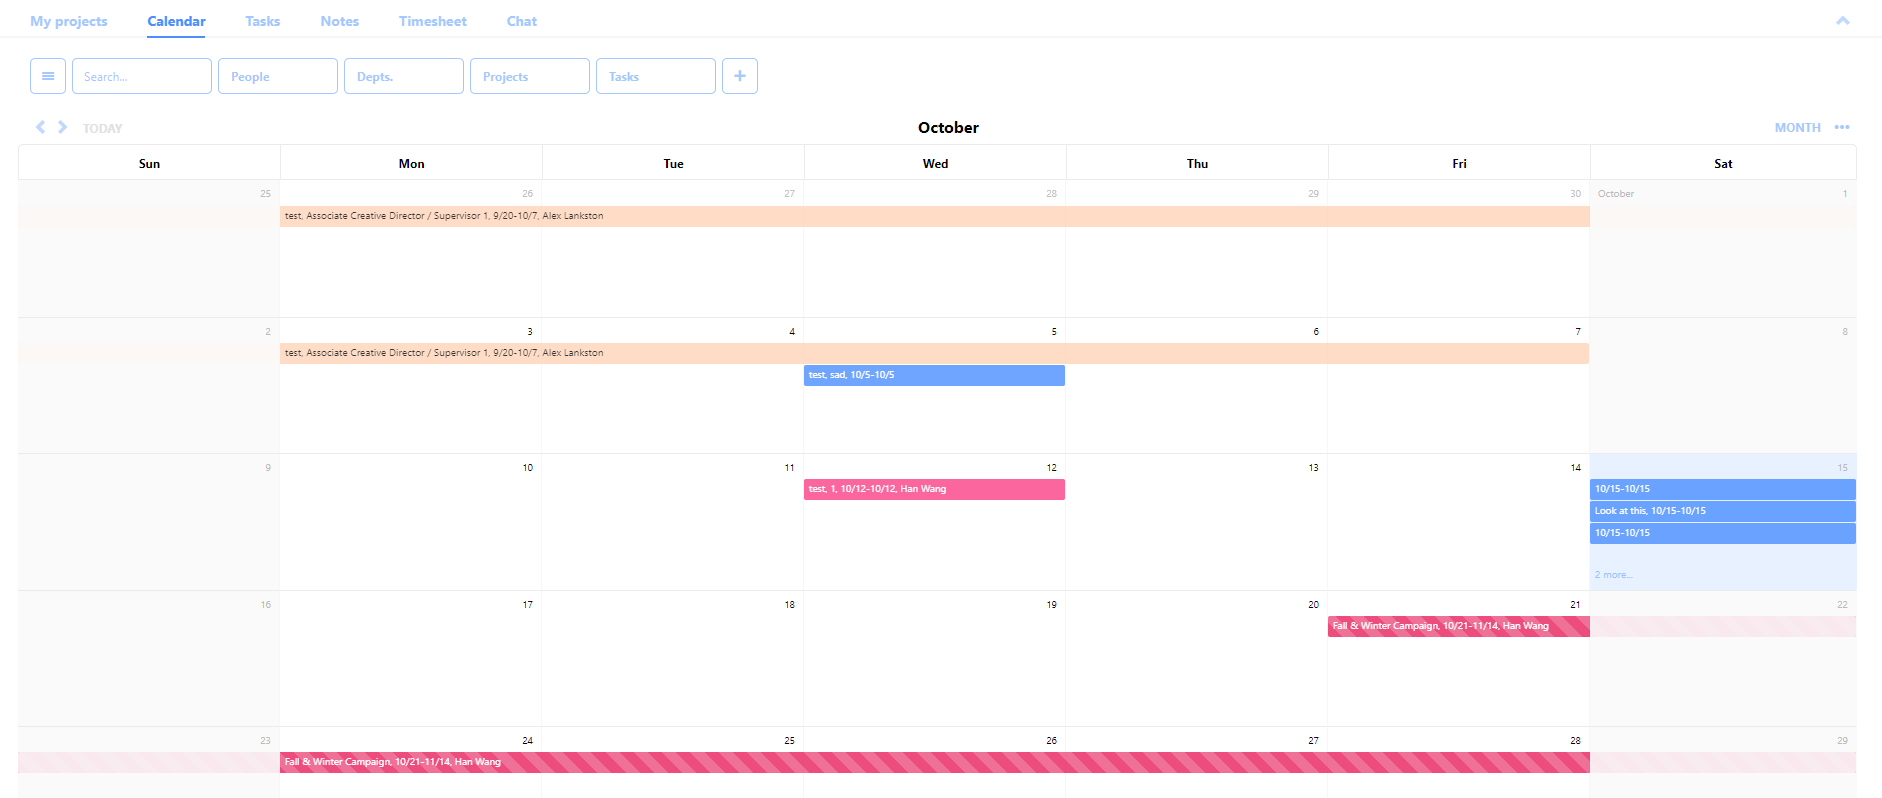 My projects Calendar Tasks Notes Timesheet Chat
Search... People Depts. Projects Tasks +
TODAY October MONTH •••
Sun Mon Tue Wed Thu Fri Sat
25 26 27 28 29 30 October 1
test, Associate Creative Director / Supervisor 1, 9/20-10/7, Alex Lankston
2 3 4 5 6 7 8
test, Associate Creative Director / Supervisor 1, 9/20-10/7, Alex Lankston
test, sad, 10/5-10/5
9 10 11 12 13 14 15
test, 1, 10/12-10/12, Han Wang 10/15-10/15
Look at this, 10/15-10/15
10/15-10/15
2 more...
16 17 18 19 20 21 22
Fall & Winter Campaign, 10/21-11/14, Han Wang
23 24 25 26 27 28 29
Fall & Winter Campaign, 10/21-11/14, Han Wang